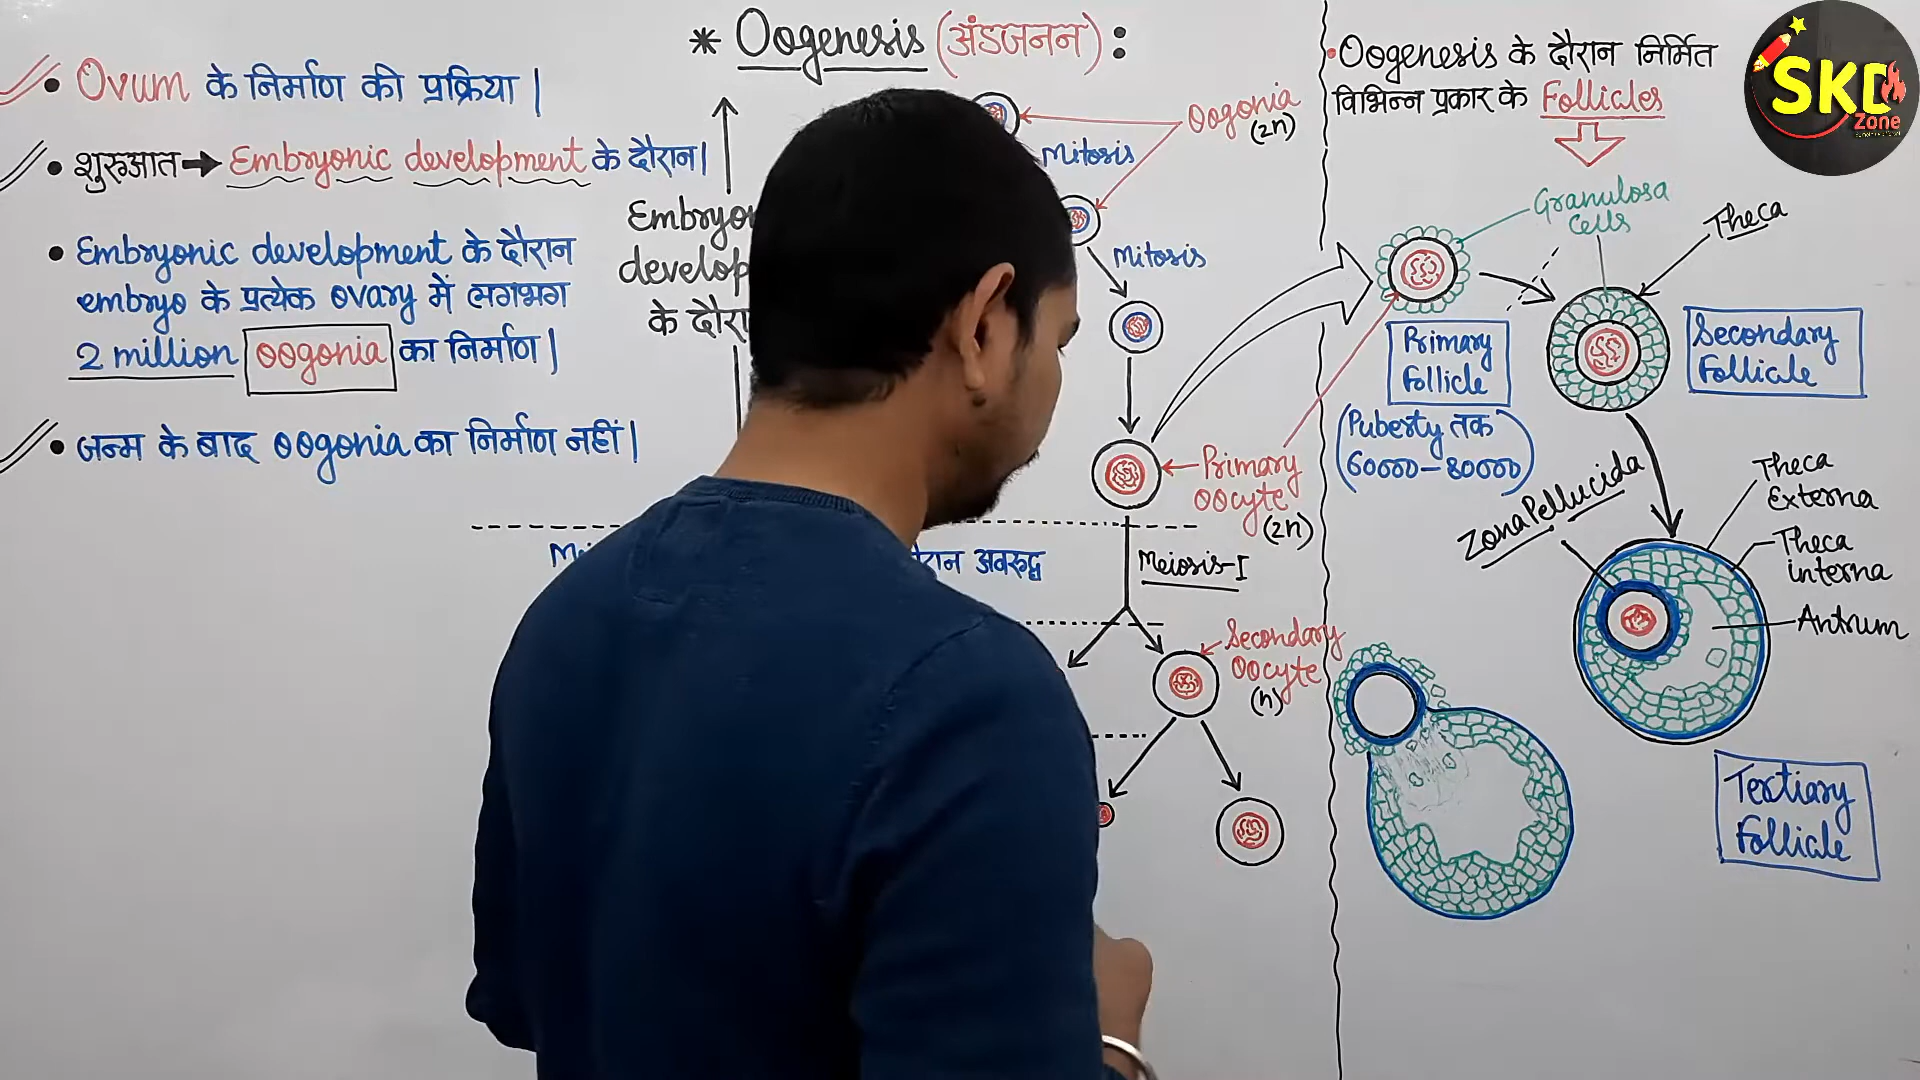 * Oogenesis (अंडजनन) :
• Ovum के निर्माण की प्रक्रिया |
• शुरुआत → Embryonic development के दौरान |
• Embryonic development के दौरान
embryo के प्रत्येक ovary में लगभग
2 million oogonia का निर्माण |
• जन्म के बाद oogonia का निर्माण नहीं |
के दौरा
Oogonia
(2n)
Mitosis
Mitosis
Primary
oocyte
(2n)
अवरुद्ध
Meiosis-I
Secondary
oocyte
(n)
• Oogenesis के दौरान निर्मित
विभिन्न प्रकार के Follicles
Granulosa
cells
Theca
Primary
follicle
(Puberty तक
60000-80000)
Secondary
follicle
Zona Pellucida
Theca
Externa
Theca
interna
Antrum
Tertiary
follicle
SKD
Zone